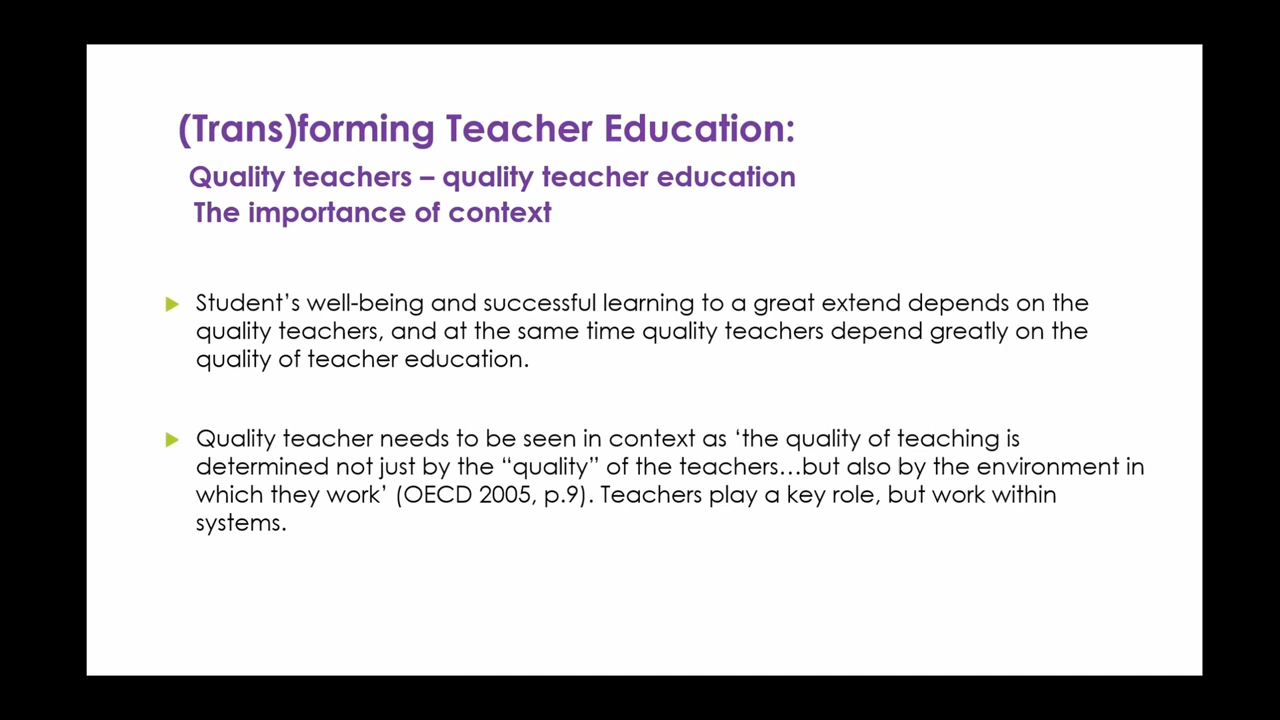 (Trans)forming Teacher Education:
Quality teachers – quality teacher education
The importance of context
Student’s well-being and successful learning to a great extend depends on the
quality teachers, and at the same time quality teachers depend greatly on the
quality of teacher education.
Quality teacher needs to be seen in context as ‘the quality of teaching is
determined not just by the “quality” of the teachers…but also by the environment in
which they work’ (OECD 2005, p.9). Teachers play a key role, but work within
systems.